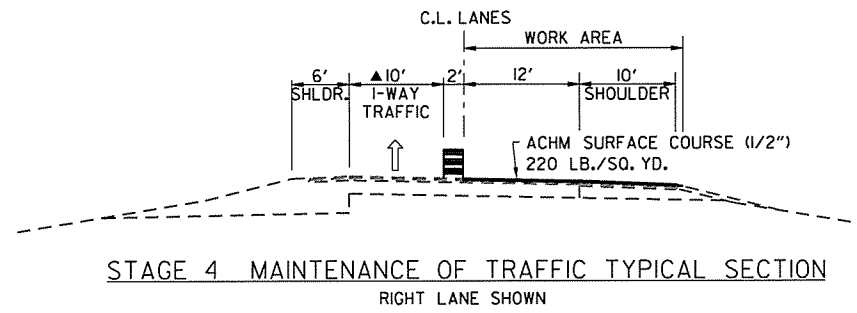 C.L. LANES
WORK AREA
6' ▲10' 2' 12' 10'
SHLDR. 1-WAY SHOULDER
TRAFFIC
ACHM SURFACE COURSE (1/2")
220 LB./SQ. YD.
STAGE 4 MAINTENANCE OF TRAFFIC TYPICAL SECTION
RIGHT LANE SHOWN